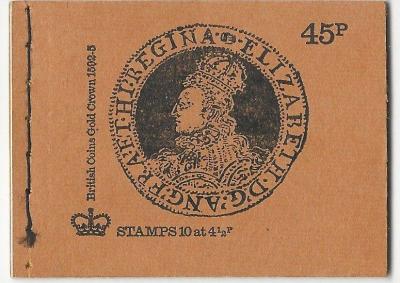 45P
ELIZABETH·D·G·ANG·FRA·ET·HI·REGINA·
British Coins Gold Crown 1592-5
STAMPS 10 at 4½P